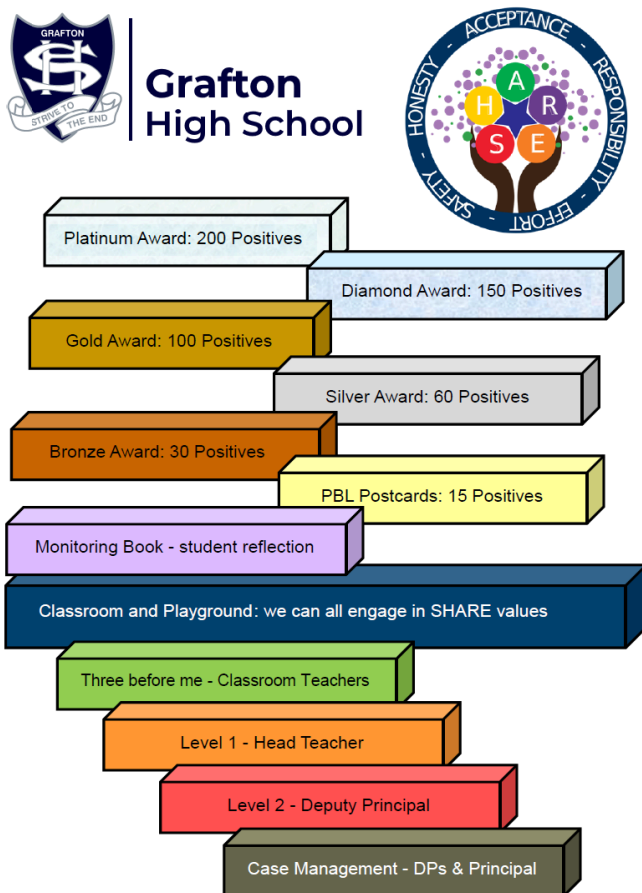 GRAFTON
HS
STRIVE TO
THE END
Grafton
High School
HONESTY - ACCEPTANCE - RESPONSIBILITY - EFFORT - SAFETY -
S H A R E
Platinum Award: 200 Positives
Diamond Award: 150 Positives
Gold Award: 100 Positives
Silver Award: 60 Positives
Bronze Award: 30 Positives
PBL Postcards: 15 Positives
Monitoring Book - student reflection
Classroom and Playground: we can all engage in SHARE values
Three before me - Classroom Teachers
Level 1 - Head Teacher
Level 2 - Deputy Principal
Case Management - DPs & Principal